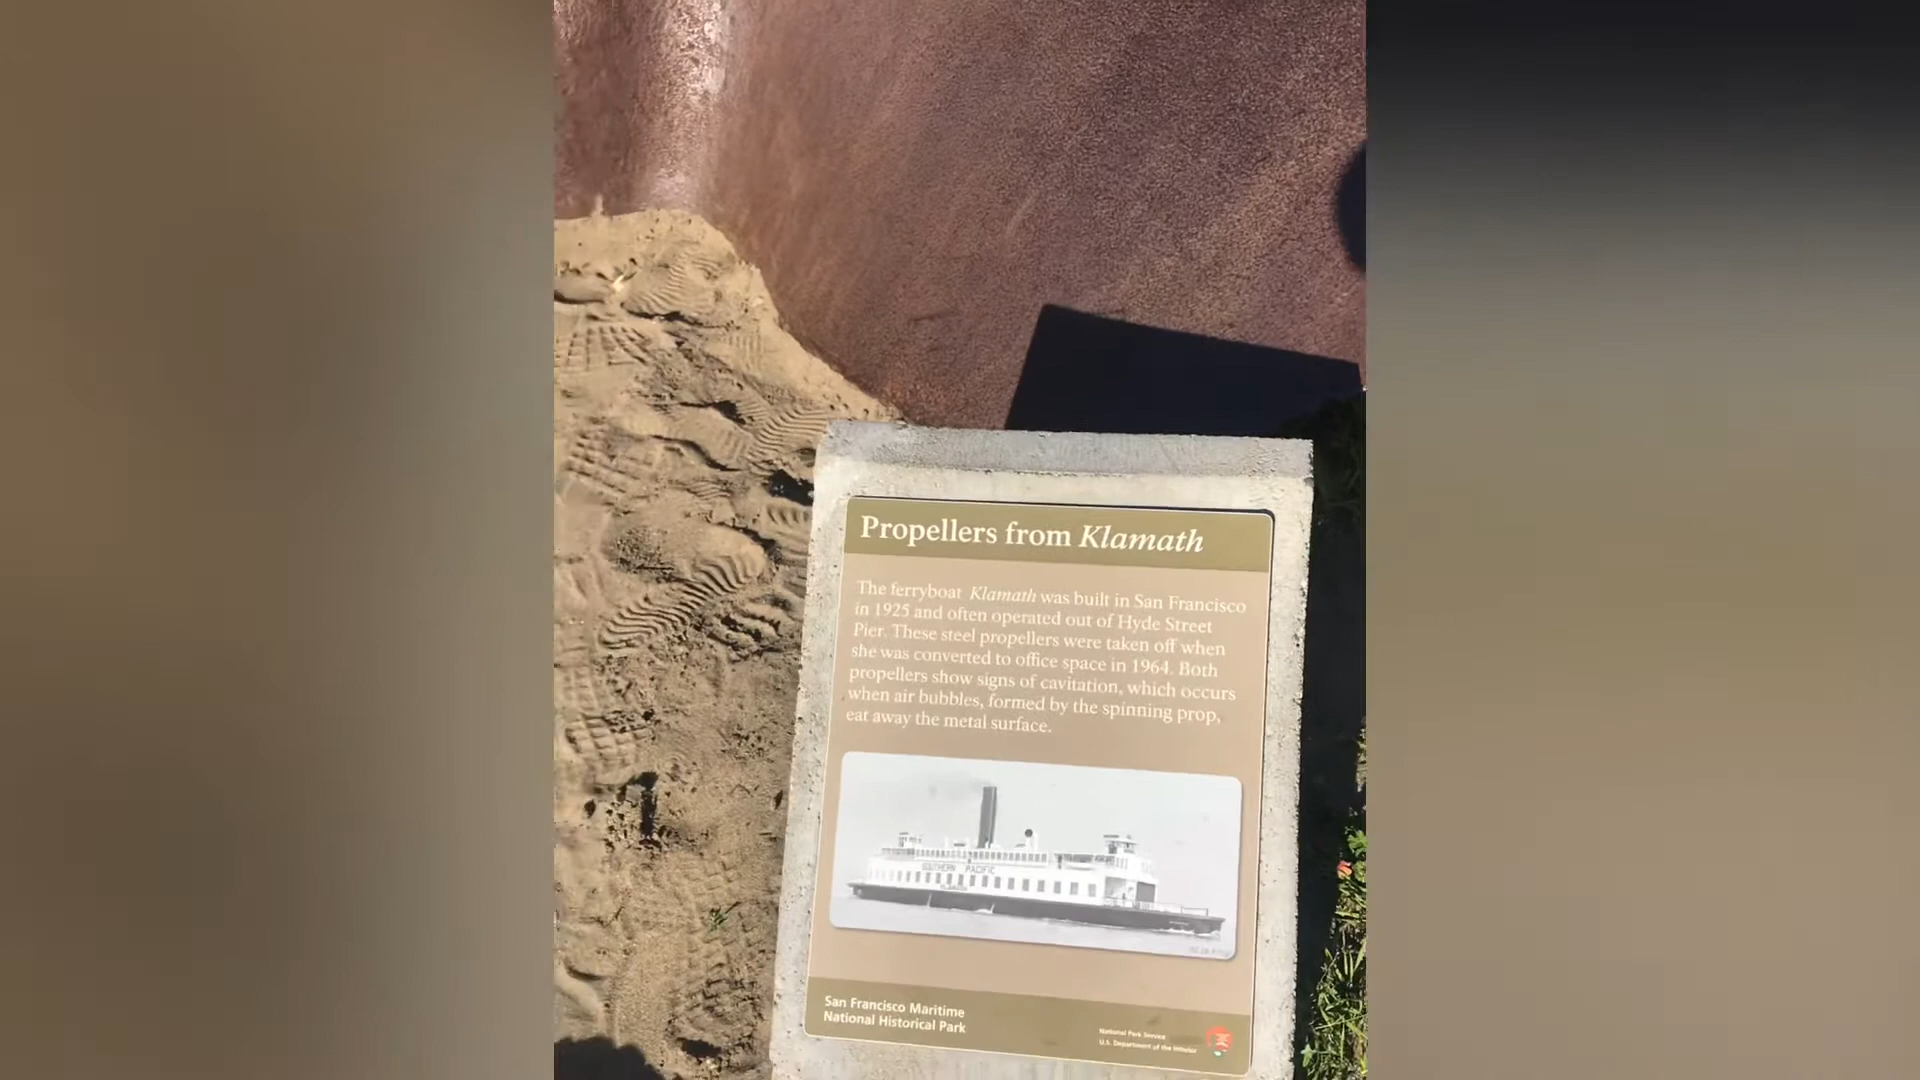 Propellers from Klamath
The ferryboat Klamath was built in San Francisco
in 1925 and often operated out of Hyde Street
Pier. These steel propellers were taken off when
she was converted to office space in 1964. Both
propellers show signs of cavitation, which occurs
when air bubbles, formed by the spinning prop,
eat away the metal surface.
SOUTHERN PACIFIC
San Francisco Maritime
National Historical Park
National Park Service
U.S. Department of the Interior